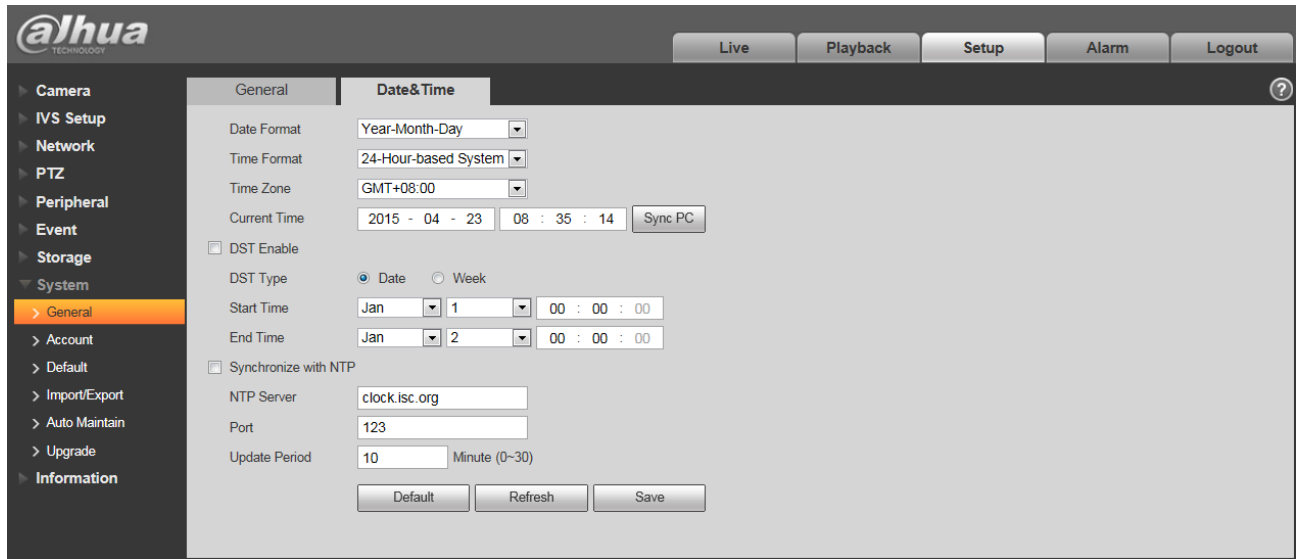 alhua
TECHNOLOGY
Live Playback Setup Alarm Logout
Camera
IVS Setup
Network
PTZ
Peripheral
Event
Storage
System
General
Account
Default
Import/Export
Auto Maintain
Upgrade
Information
General Date&Time ?
Date Format Year-Month-Day
Time Format 24-Hour-based System
Time Zone GMT+08:00
Current Time 2015 - 04 - 23 08 : 35 : 14 Sync PC
DST Enable
DST Type Date Week
Start Time Jan 1 00 : 00 : 00
End Time Jan 2 00 : 00 : 00
Synchronize with NTP
NTP Server clock.isc.org
Port 123
Update Period 10 Minute (0~30)
Default Refresh Save